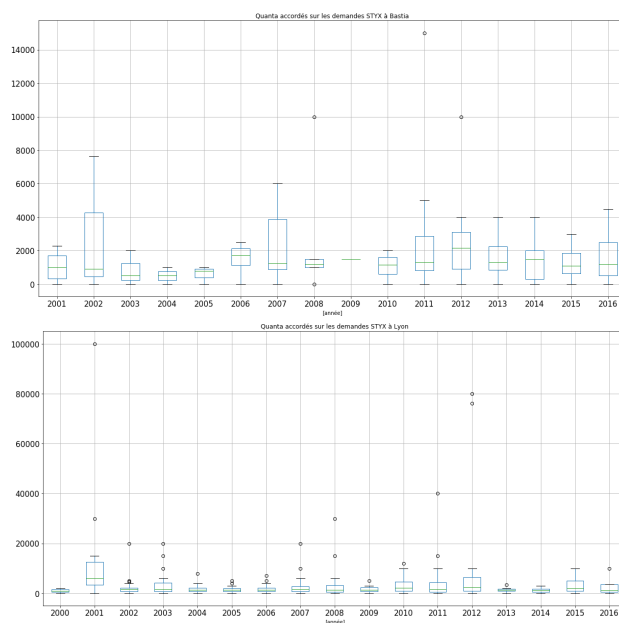 Quanta accordés sur les demandes STYX à Bastia
14000
12000
10000
8000
6000
4000
2000
0
2001 2002 2003 2004 2005 2006 2007 2008 2009 2010 2011 2012 2013 2014 2015 2016
[année]
Quanta accordés sur les demandes STYX à Lyon
100000
80000
60000
40000
20000
0
2000 2001 2002 2003 2004 2005 2006 2007 2008 2009 2010 2011 2012 2013 2014 2015 2016
[année]